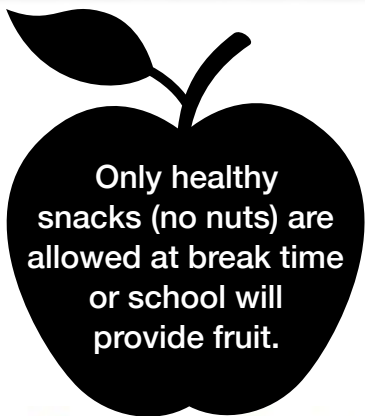 Only healthy
snacks (no nuts) are
allowed at break time
or school will
provide fruit.